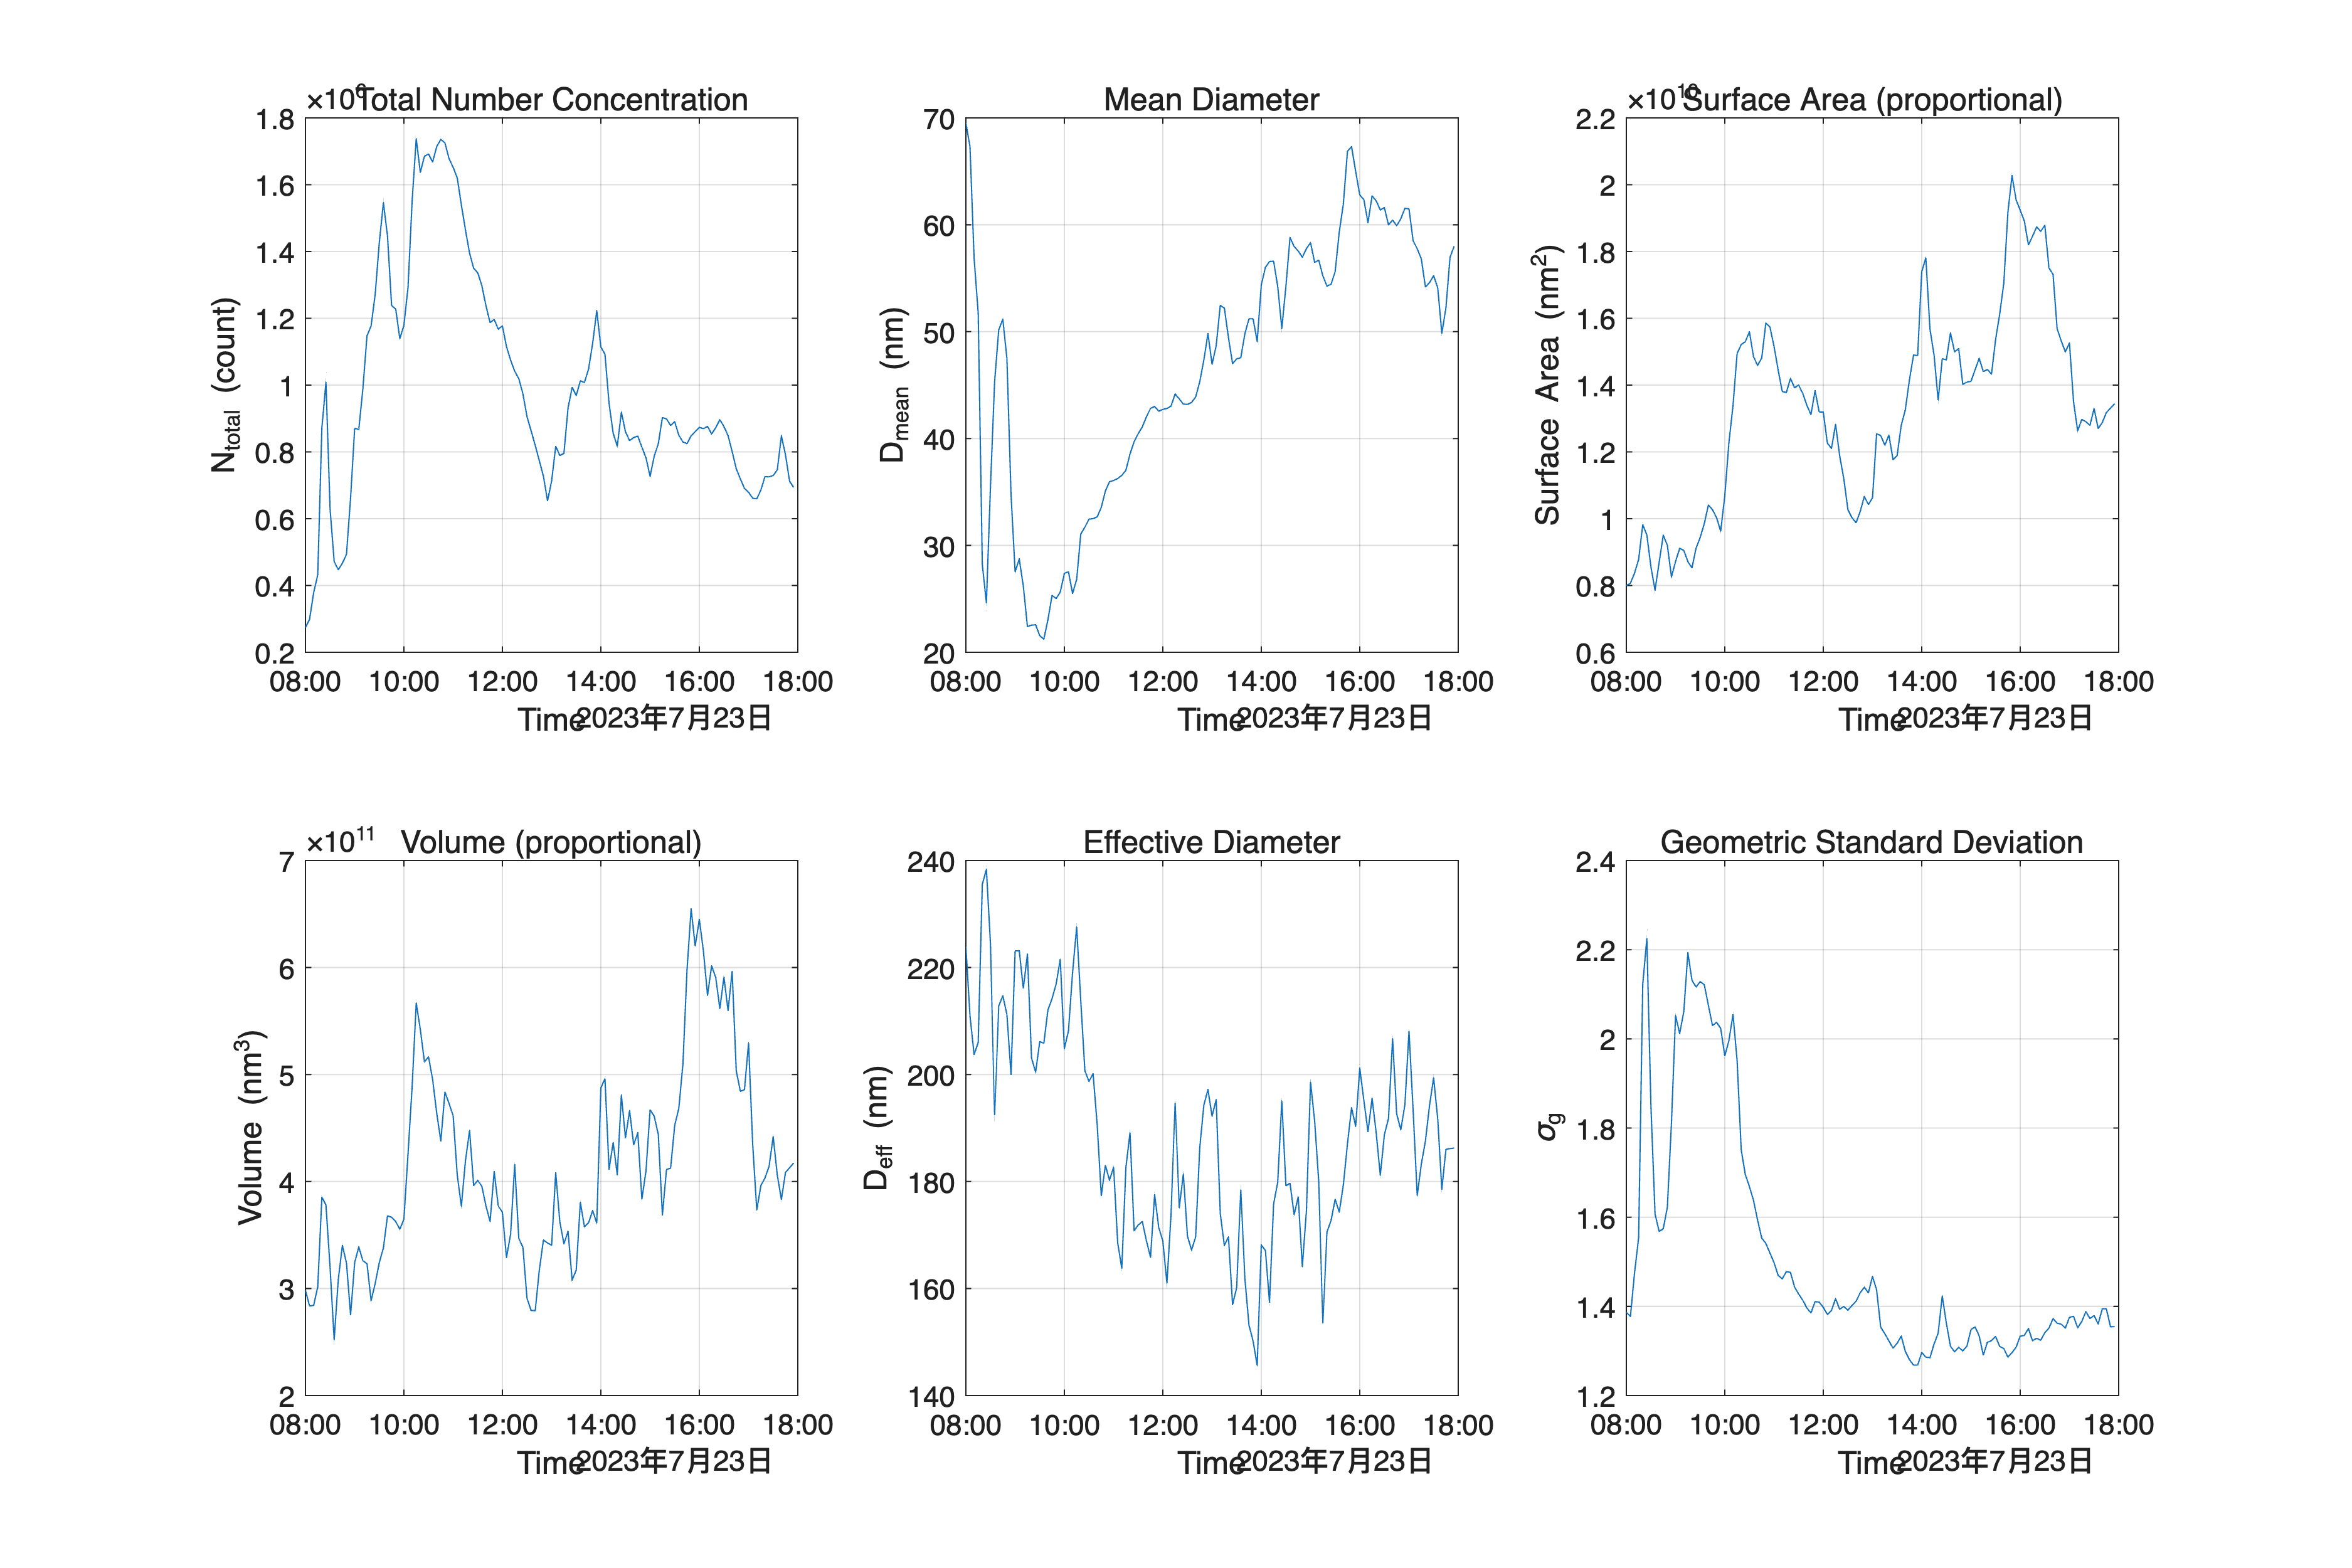 Total Number Concentration
1.8
1.6
1.4
1.2
1
0.8
0.6
0.4
0.2
N_total (count)
08:00 10:00 12:00 14:00 16:00 18:00
Time 2023年7月23日
Mean Diameter
70
60
50
40
30
20
D_mean (nm)
08:00 10:00 12:00 14:00 16:00 18:00
Time 2023年7月23日
Surface Area (proportional)
2.2
2
1.8
1.6
1.4
1.2
1
0.8
0.6
Surface Area (nm²)
08:00 10:00 12:00 14:00 16:00 18:00
Time 2023年7月23日
×10¹¹ Volume (proportional)
7
6
5
4
3
2
Volume (nm³)
08:00 10:00 12:00 14:00 16:00 18:00
Time 2023年7月23日
Effective Diameter
240
220
200
180
160
140
D_eff (nm)
08:00 10:00 12:00 14:00 16:00 18:00
Time 2023年7月23日
Geometric Standard Deviation
2.4
2.2
2
1.8
1.6
1.4
1.2
σ_g
08:00 10:00 12:00 14:00 16:00 18:00
Time 2023年7月23日